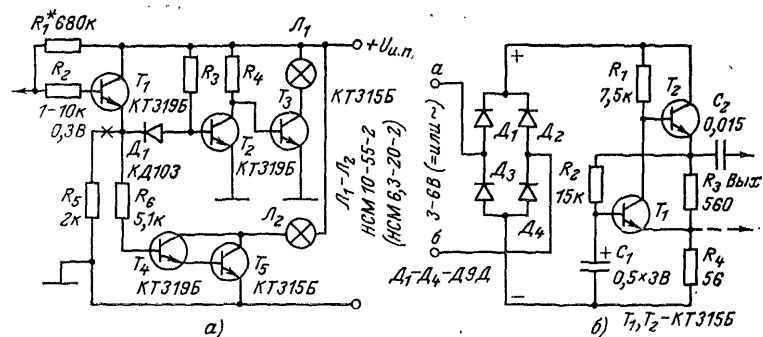 R₁*680к
R₂
1-10к
0,3В
T₁
КТ319Б
R₃
R₄
Л₁
T₃
+Uи.п.
КТ315Б
Д₁
КД103
T₂
КТ319Б
R₅
2к
R₆
5,1к
Л₂
T₄
КТ319Б
T₅
КТ315Б
Л₁-Л₂
НСМ 10-55-2
(НСМ 6,3-20-2)
а)
а
+
3-6В (=или~)
б
Д₁
Д₂
Д₃
Д₄
Д₁-Д₄-Д9Д
−
R₁
7,5к
T₂
C₂
0,015
R₂
15к
T₁
Вых
R₃
560
C₁
+
0,5×3В
R₄
56
б)
T₁,T₂-КТ315Б